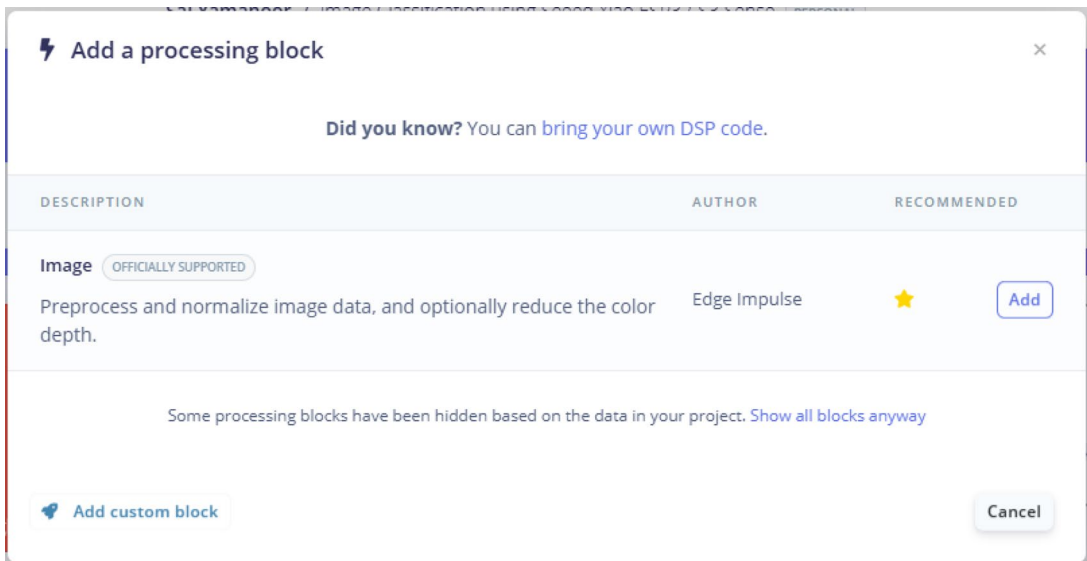 Add a processing block
×
Did you know? You can bring your own DSP code.
DESCRIPTION AUTHOR RECOMMENDED
Image OFFICIALLY SUPPORTED
Preprocess and normalize image data, and optionally reduce the color
depth.
Edge Impulse
Add
Some processing blocks have been hidden based on the data in your project. Show all blocks anyway
Add custom block
Cancel